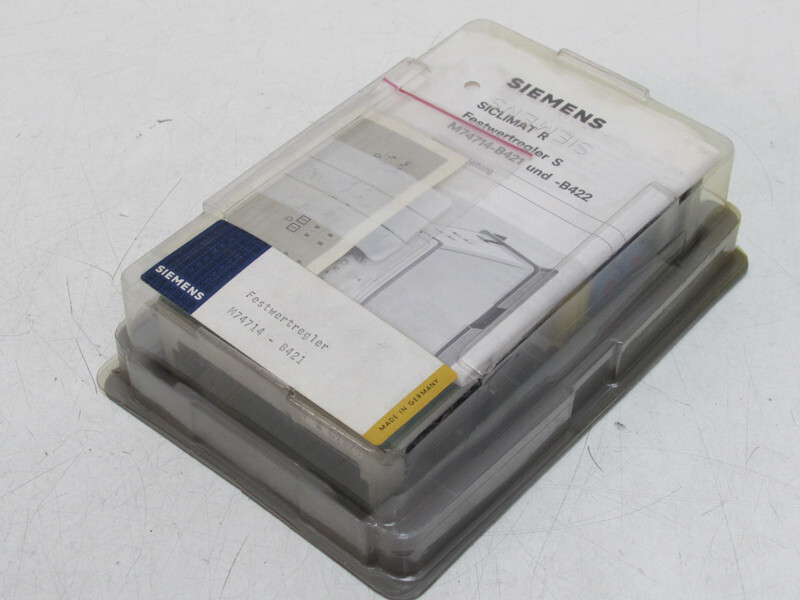 SIEMENS
SICLIMAT R
Festwertregler S
M74714-B421 und -B422
SIEMENS
Festwertregler
M74714 - B421
MADE IN GERMANY